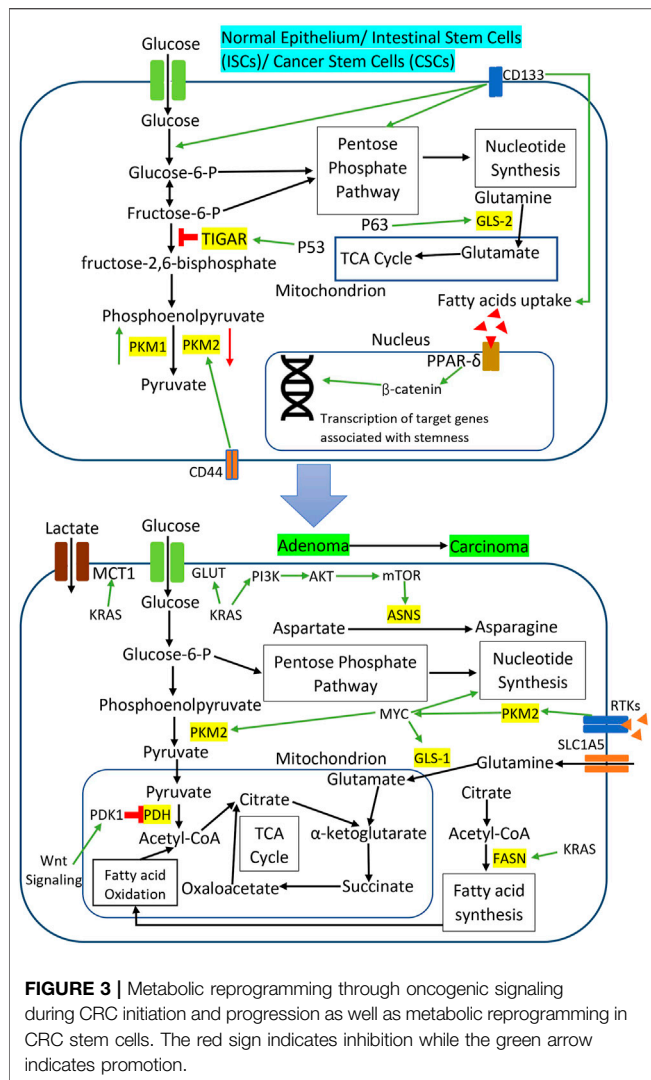 Glucose
Normal Epithelium/ Intestinal Stem Cells
(ISCs)/ Cancer Stem Cells (CSCs)
CD133
Glucose
Glucose-6-P
Pentose
Phosphate
Pathway
Nucleotide
Synthesis
Fructose-6-P
Glutamine
P63
GLS-2
TIGAR
P53
fructose-2,6-bisphosphate
TCA Cycle
Glutamate
Mitochondrion
Fatty acids uptake
Phosphoenolpyruvate
PKM1
PKM2
Pyruvate
Nucleus
PPAR-δ
β-catenin
Transcription of target genes
associated with stemness
CD44
Lactate
Glucose
Adenoma
Carcinoma
MCT1
GLUT
PI3K
AKT
mTOR
KRAS
Glucose
KRAS
ASNS
Aspartate
Asparagine
Glucose-6-P
Pentose Phosphate
Pathway
Nucleotide
Synthesis
Phosphoenolpyruvate
MYC
PKM2
RTKs
PKM2
SLC1A5
Pyruvate
GLS-1
Mitochondrion
Glutamate
Glutamine
Pyruvate
Citrate
Citrate
PDK1
PDH
Acetyl-CoA
TCA
Cycle
α-ketoglutarate
Acetyl-CoA
Wnt
Signaling
FASN
KRAS
Fatty acid
Oxidation
Oxaloacetate
Succinate
Fatty acid
synthesis
FIGURE 3 | Metabolic reprogramming through oncogenic signaling
during CRC initiation and progression as well as metabolic reprogramming in
CRC stem cells. The red sign indicates inhibition while the green arrow
indicates promotion.